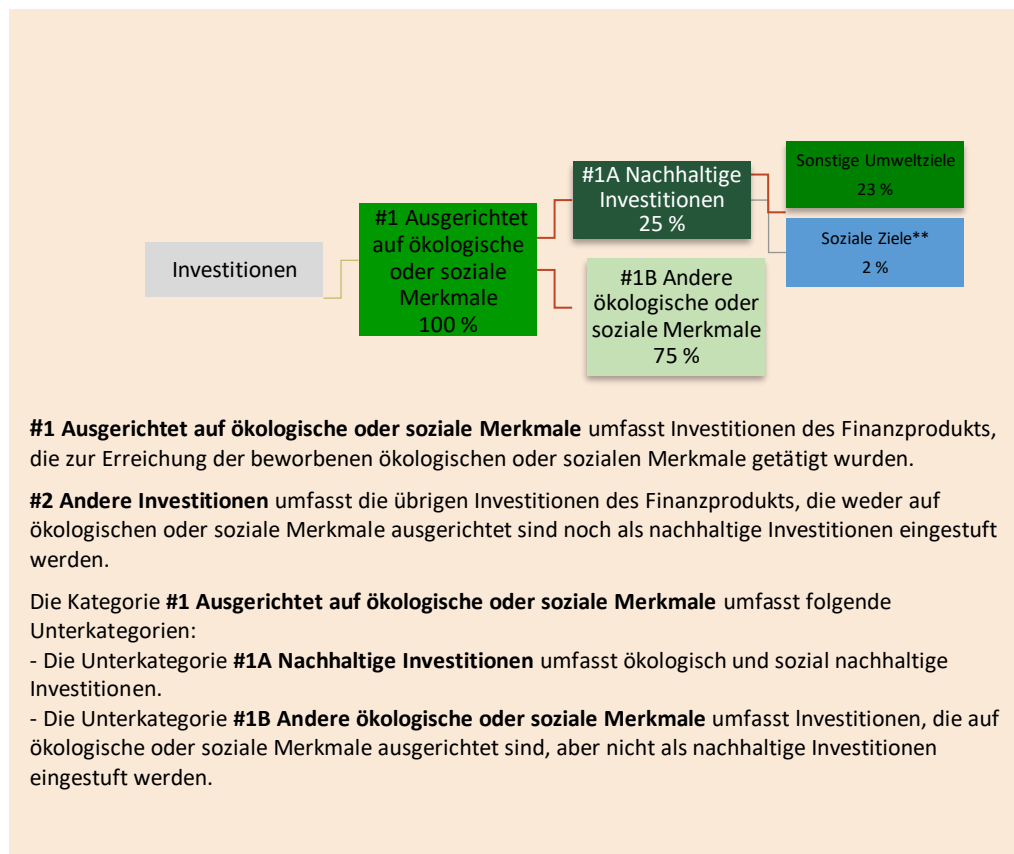 Investitionen
#1 Ausgerichtet
auf ökologische
oder soziale
Merkmale
100 %
#1A Nachhaltige
Investitionen
25 %
#1B Andere
ökologische oder
soziale Merkmale
75 %
Sonstige Umweltziele
23 %
Soziale Ziele**
2 %
#1 Ausgerichtet auf ökologische oder soziale Merkmale umfasst Investitionen des Finanzprodukts,
die zur Erreichung der beworbenen ökologischen oder sozialen Merkmale getätigt wurden.
#2 Andere Investitionen umfasst die übrigen Investitionen des Finanzprodukts, die weder auf
ökologischen oder soziale Merkmale ausgerichtet sind noch als nachhaltige Investitionen eingestuft
werden.
Die Kategorie #1 Ausgerichtet auf ökologische oder soziale Merkmale umfasst folgende
Unterkategorien:
- Die Unterkategorie #1A Nachhaltige Investitionen umfasst ökologisch und sozial nachhaltige
Investitionen.
- Die Unterkategorie #1B Andere ökologische oder soziale Merkmale umfasst Investitionen, die auf
ökologische oder soziale Merkmale ausgerichtet sind, aber nicht als nachhaltige Investitionen
eingestuft werden.